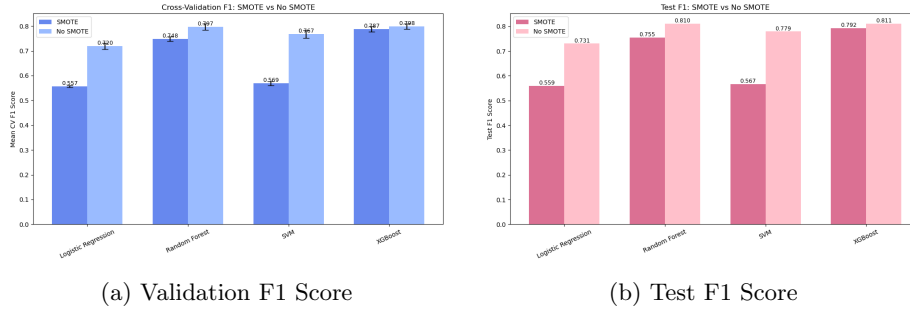 Cross-Validation F1: SMOTE vs No SMOTE
SMOTE
No SMOTE
Mean CV F1 Score
0.8
0.7
0.6
0.5
0.4
0.3
0.2
0.1
0.0
0.557
0.720
0.748
0.797
0.569
0.767
0.787
0.798
Logistic Regression
Random Forest
SVM
XGBoost
(a) Validation F1 Score
Test F1: SMOTE vs No SMOTE
SMOTE
No SMOTE
Test F1 Score
0.8
0.7
0.6
0.5
0.4
0.3
0.2
0.1
0.0
0.559
0.731
0.755
0.810
0.567
0.779
0.792
0.811
Logistic Regression
Random Forest
SVM
XGBoost
(b) Test F1 Score